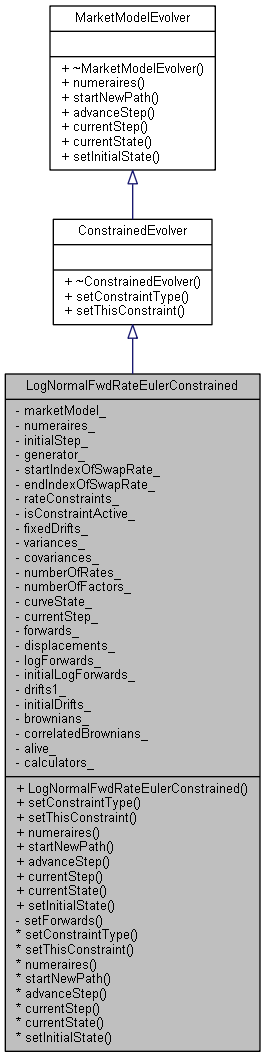 MarketModelEvolver
+ ~MarketModelEvolver()
+ numeraires()
+ startNewPath()
+ advanceStep()
+ currentStep()
+ currentState()
+ setInitialState()
ConstrainedEvolver
+ ~ConstrainedEvolver()
+ setConstraintType()
+ setThisConstraint()
LogNormalFwdRateEulerConstrained
- marketModel_
- numeraires_
- initialStep_
- generator_
- startIndexOfSwapRate_
- endIndexOfSwapRate_
- rateConstraints_
- isConstraintActive_
- fixedDrifts_
- variances_
- covariances_
- numberOfRates_
- numberOfFactors_
- curveState_
- currentStep_
- forwards_
- displacements_
- logForwards_
- initialLogForwards_
- drifts1_
- initialDrifts_
- brownians_
- correlatedBrownians_
- alive_
- calculators_
+ LogNormalFwdRateEulerConstrained()
+ setConstraintType()
+ setThisConstraint()
+ numeraires()
+ startNewPath()
+ advanceStep()
+ currentStep()
+ currentState()
+ setInitialState()
- setForwards()
* setConstraintType()
* setThisConstraint()
* numeraires()
* startNewPath()
* advanceStep()
* currentStep()
* currentState()
* setInitialState()